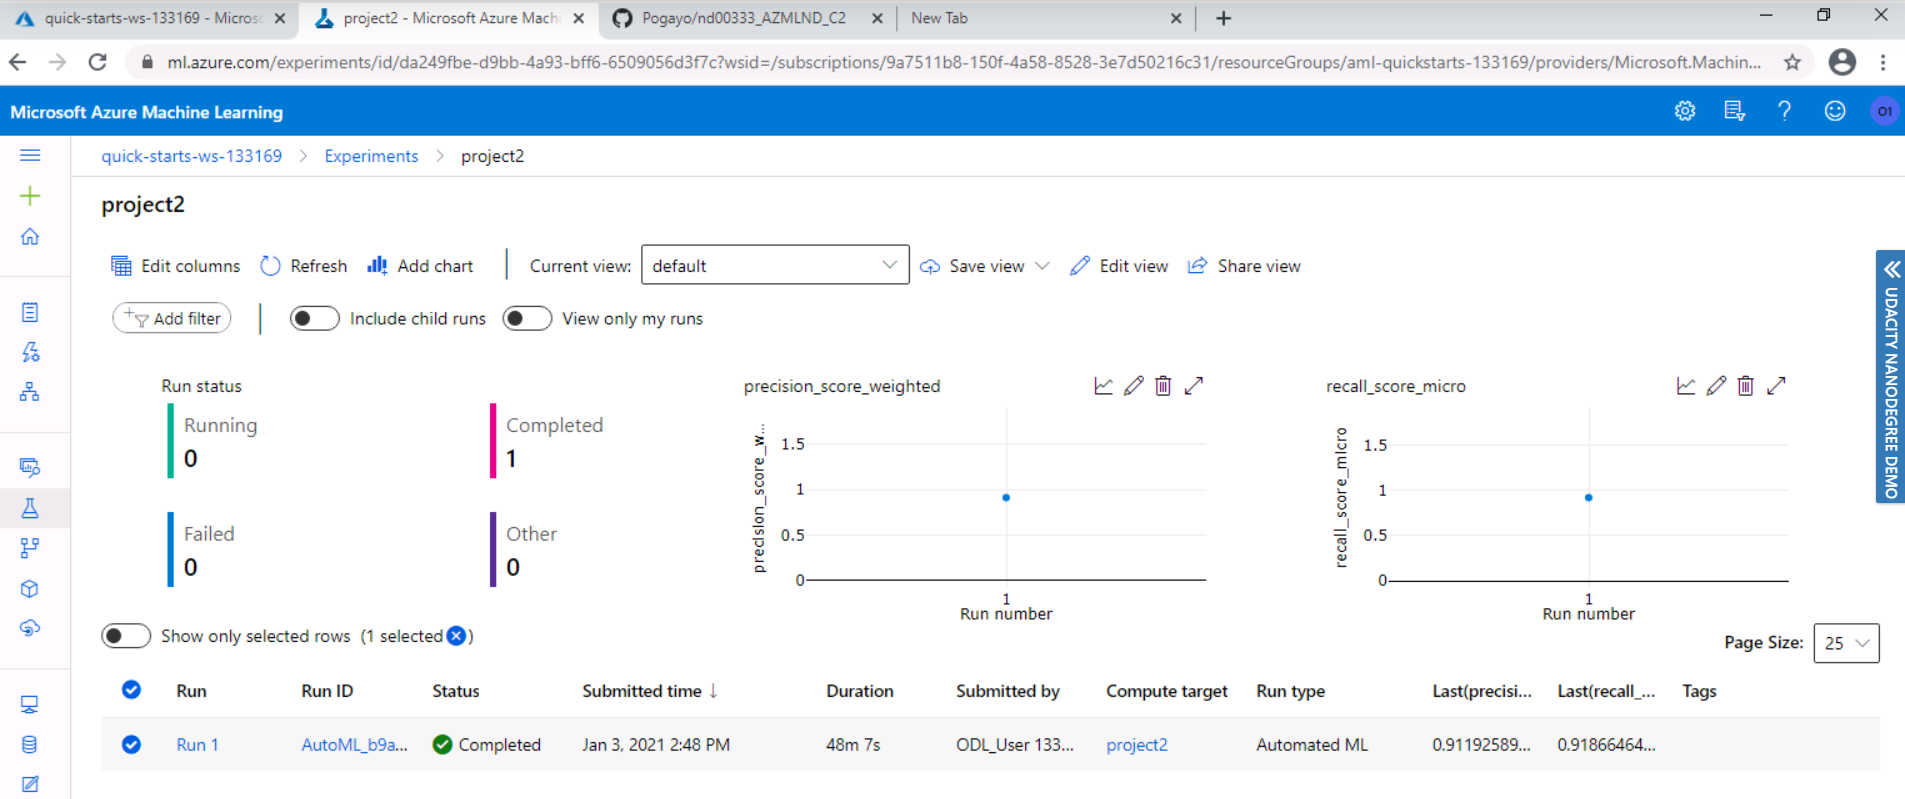 quick-starts-ws-133169 - Microso
project2 - Microsoft Azure Machi
Pogayo/nd00333_AZMLND_C2
New Tab
ml.azure.com/experiments/id/da249fbe-d9bb-4a93-bff6-6509056d3f7c?wsid=/subscriptions/9a7511b8-150f-4a58-8528-3e7d50216c31/resourceGroups/aml-quickstarts-133169/providers/Microsoft.Machin...
Microsoft Azure Machine Learning
O1
quick-starts-ws-133169 > Experiments > project2
project2
Edit columns Refresh Add chart Current view: default Save view Edit view Share view
Add filter Include child runs View only my runs
Run status
Running
0
Completed
1
Failed
0
Other
0
precision_score_weighted
precision_score_w...
1.5
1
0.5
0
1
Run number
recall_score_micro
recall_score_micro
1.5
1
0.5
0
1
Run number
UDACITY NANODEGREE DEMO
Show only selected rows (1 selected)
Page Size: 25
Run Run ID Status Submitted time ↓ Duration Submitted by Compute target Run type Last(precisi... Last(recall_... Tags
Run 1 AutoML_b9a... Completed Jan 3, 2021 2:48 PM 48m 7s ODL_User 133... project2 Automated ML 0.91192589... 0.91866464...